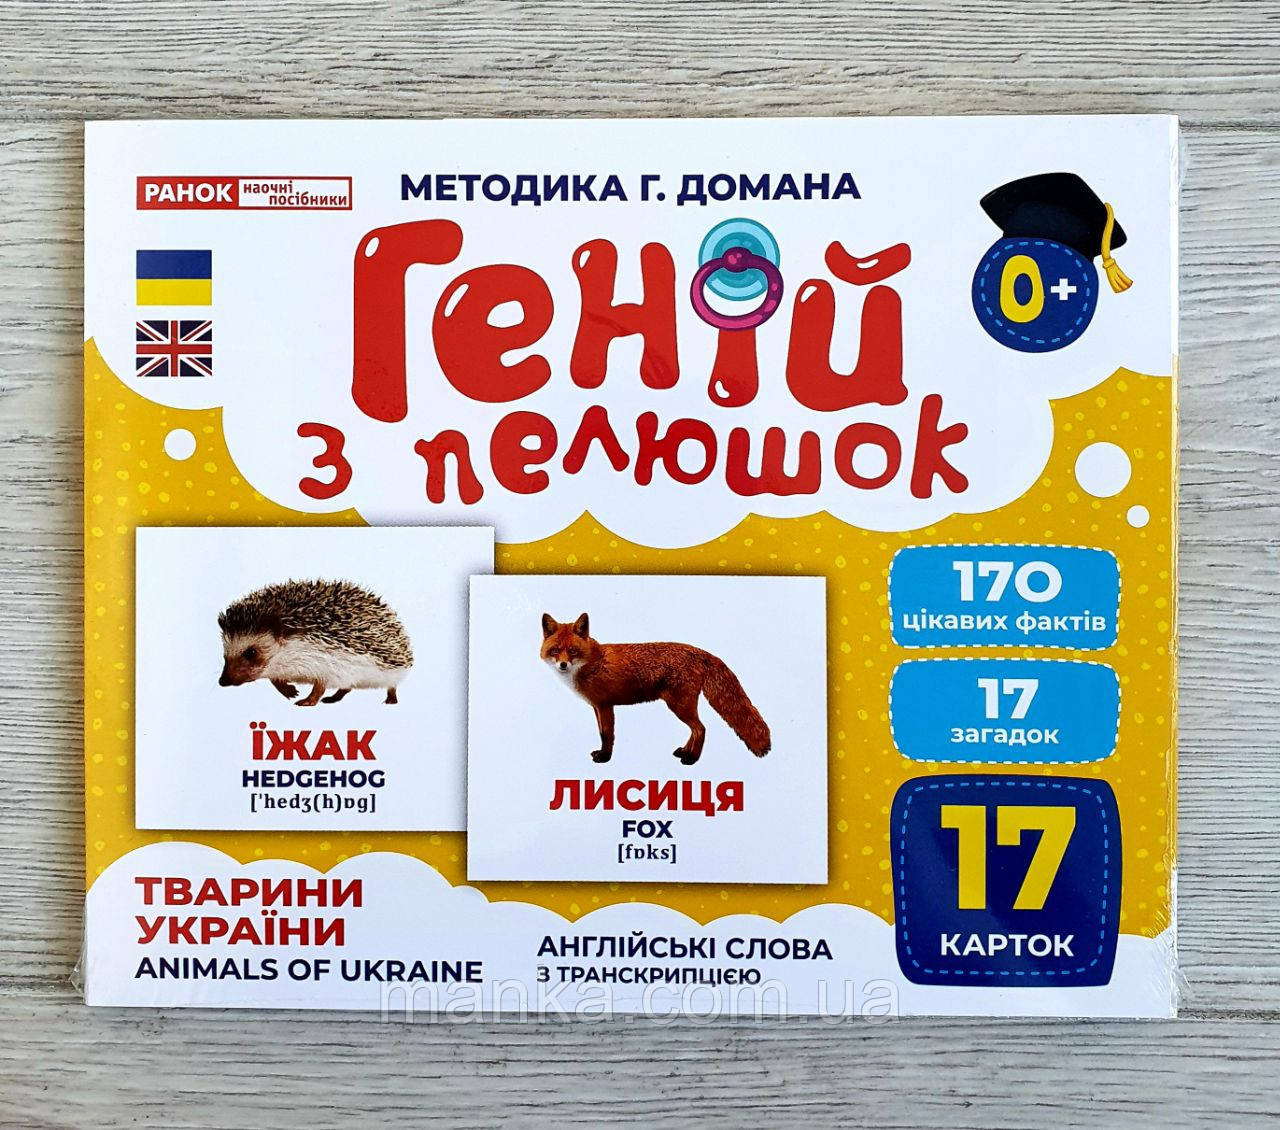 РАНОК наочні посібники
МЕТОДИКА Г. ДОМАНА
Геній
з пелюшок
0+
170
цікавих фактів
17
загадок
17
КАРТОК
ЇЖАК
HEDGEHOG
[ˈhedʒ(h)ɒg]
ЛИСИЦЯ
FOX
[fɒks]
ТВАРИНИ
УКРАЇНИ
ANIMALS OF UKRAINE
АНГЛІЙСЬКІ СЛОВА
З ТРАНСКРИПЦІЄЮ
manka.com.ua